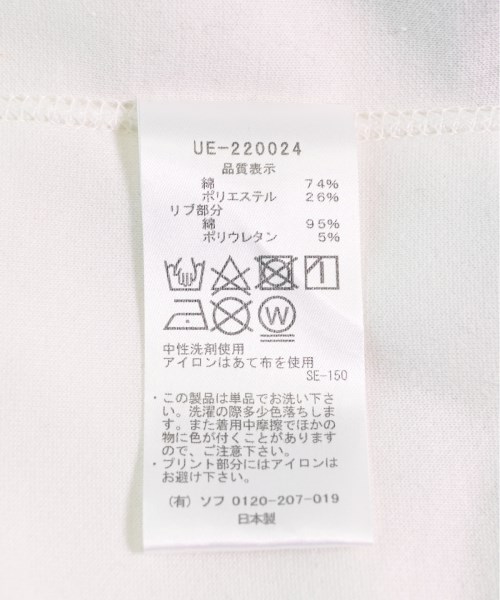 UE-220024
品質表示
綿 74%
ポリエステル 26%
リブ部分
綿 95%
ポリウレタン 5%
W
中性洗剤使用
アイロンはあて布を使用
SE-150
・この製品は単品でお洗い下さ
い。洗濯の際多少色落ちしま
す。また着用中摩擦でほかの
物に色が付くことがあります
ので、ご注意下さい。
・プリント部分にはアイロンは
お避け下さい。
(有) ソフ 0120-207-019
日本製